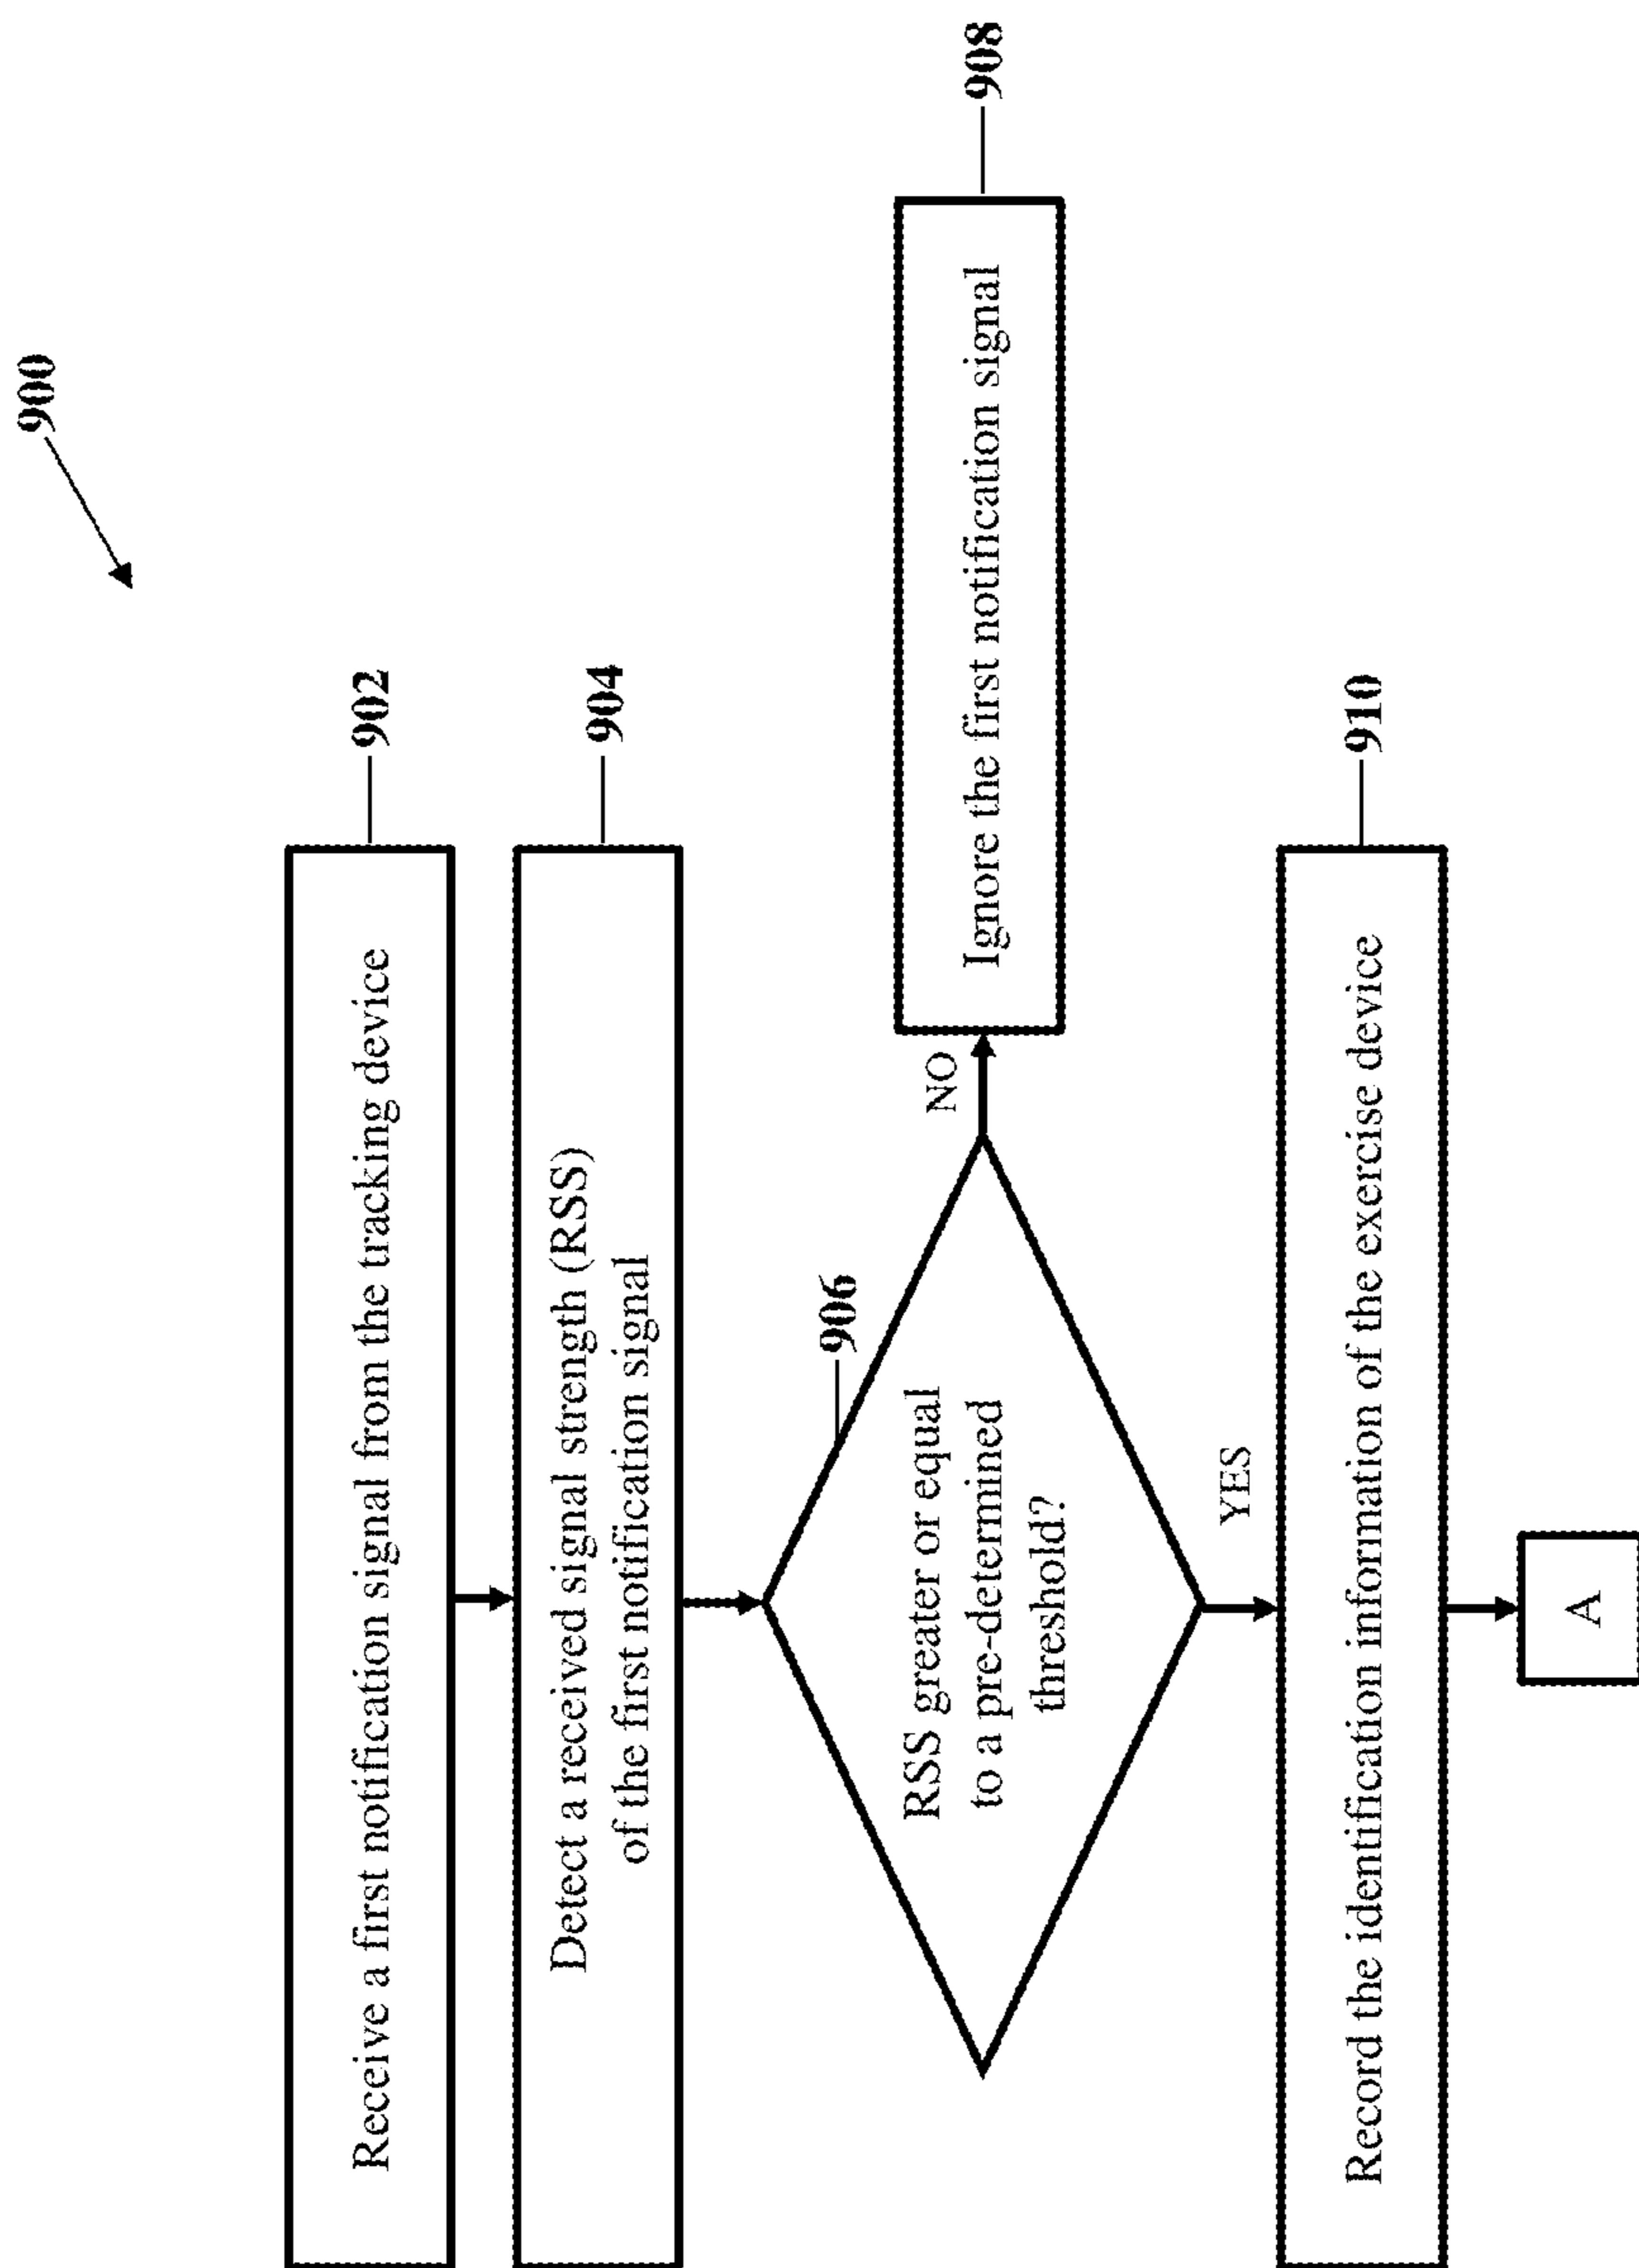 900
Receive a first notification signal from the tracking device
902
Detect a received signal strength (RSS)
of the first notification signal
904
906
RSS greater or equal
to a pre-determined
threshold?
NO
Ignore the first notification signal
908
YES
Record the identification information of the exercise device
910
A